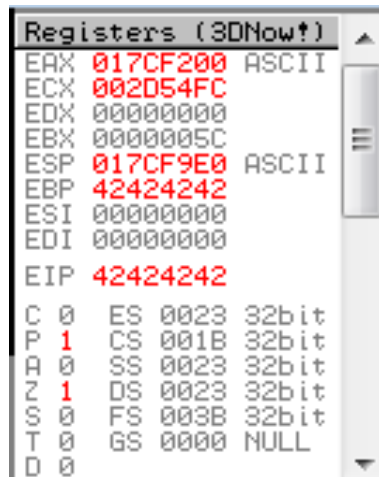 Registers (3DNow!)
EAX 017CF200 ASCII
ECX 002D54FC
EDX 00000000
EBX 0000005C
ESP 017CF9E0 ASCII
EBP 42424242
ESI 00000000
EDI 00000000
EIP 42424242
C 0 ES 0023 32bit
P 1 CS 001B 32bit
A 0 SS 0023 32bit
Z 1 DS 0023 32bit
S 0 FS 003B 32bit
T 0 GS 0000 NULL
D 0